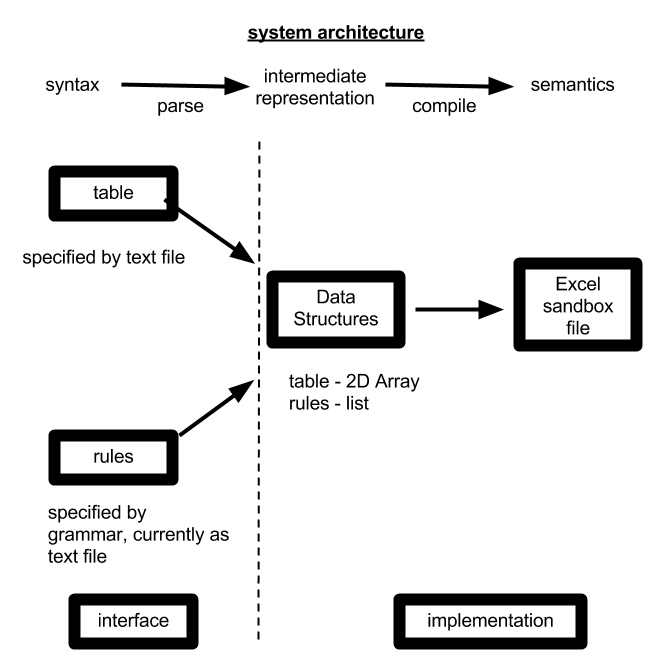 system architecture
syntax
parse
intermediate
representation
compile
semantics
table
specified by text file
Data
Structures
Excel
sandbox
file
table - 2D Array
rules - list
rules
specified by
grammar, currently as
text file
interface
implementation